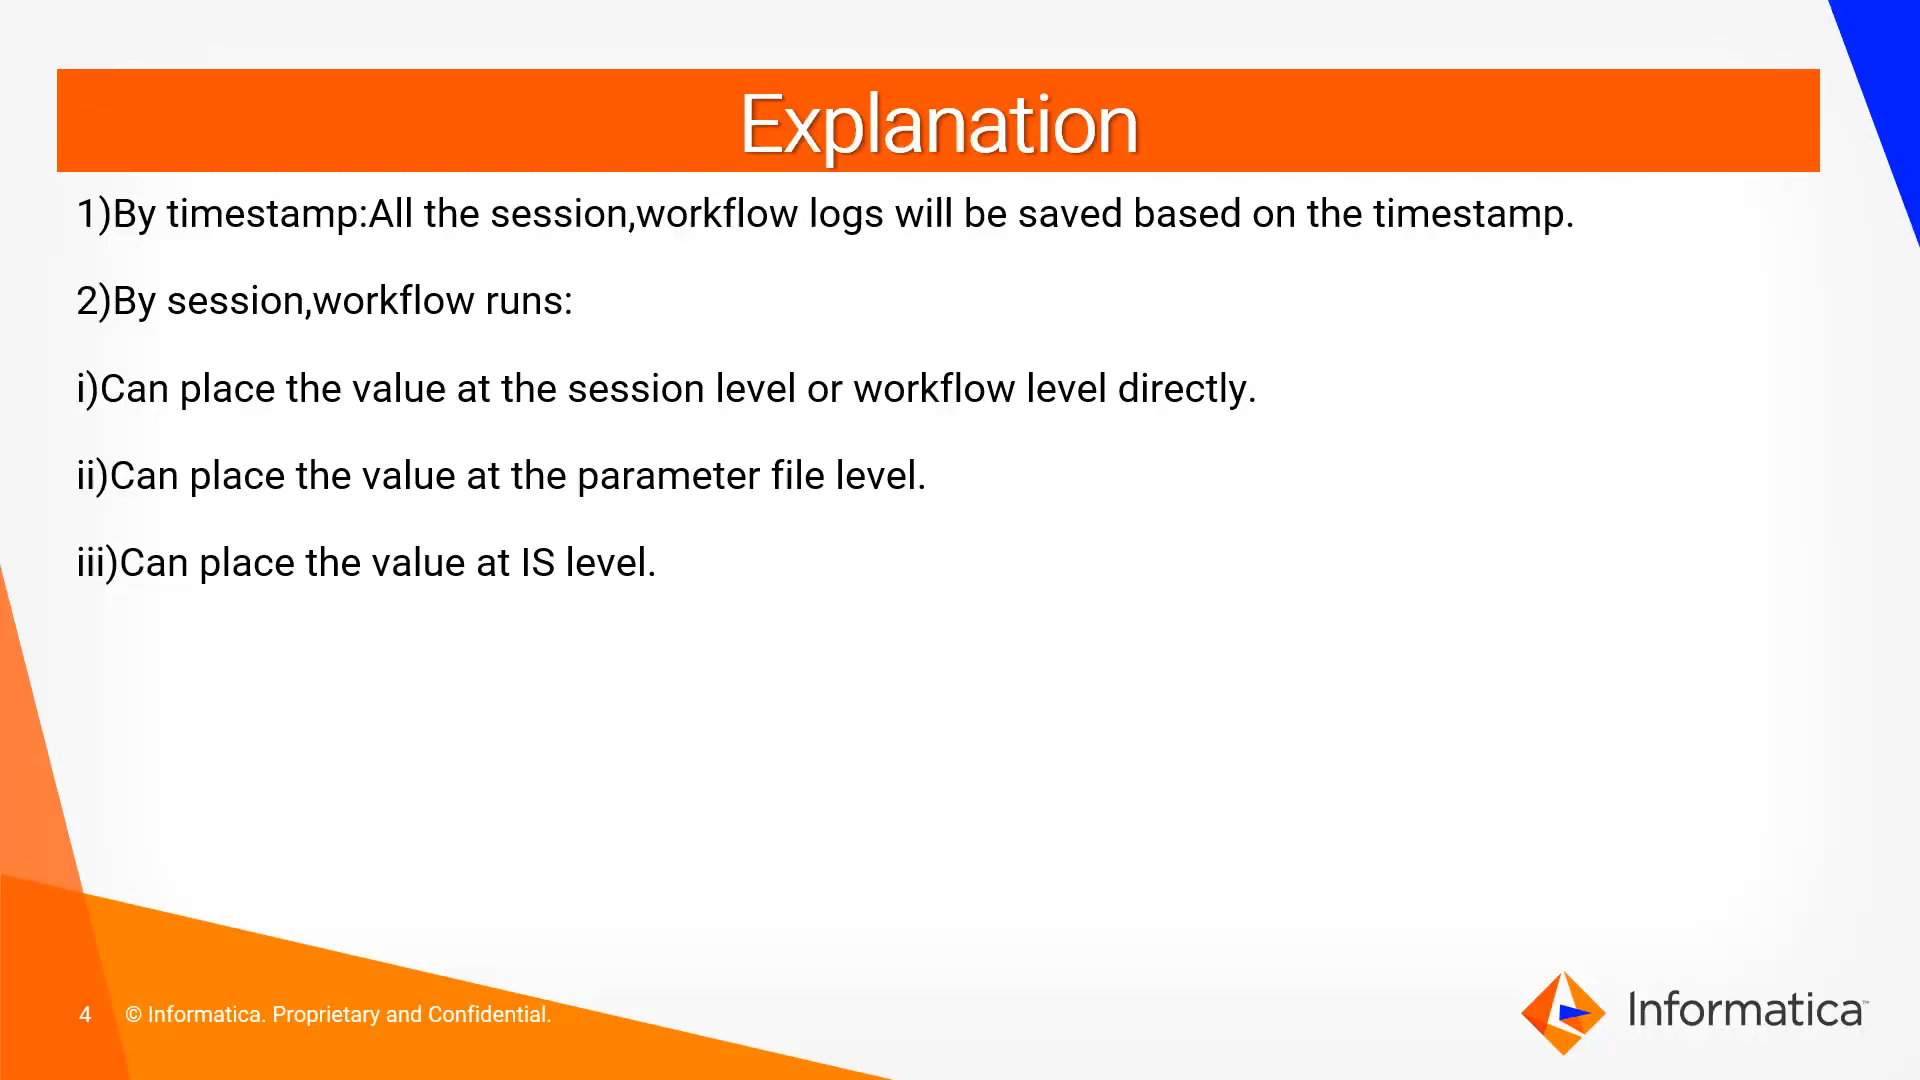 Explanation
1)By timestamp:All the session,workflow logs will be saved based on the timestamp.
2)By session,workflow runs:
i)Can place the value at the session level or workflow level directly.
ii)Can place the value at the parameter file level.
iii)Can place the value at IS level.
4 © Informatica. Proprietary and Confidential.
Informatica™